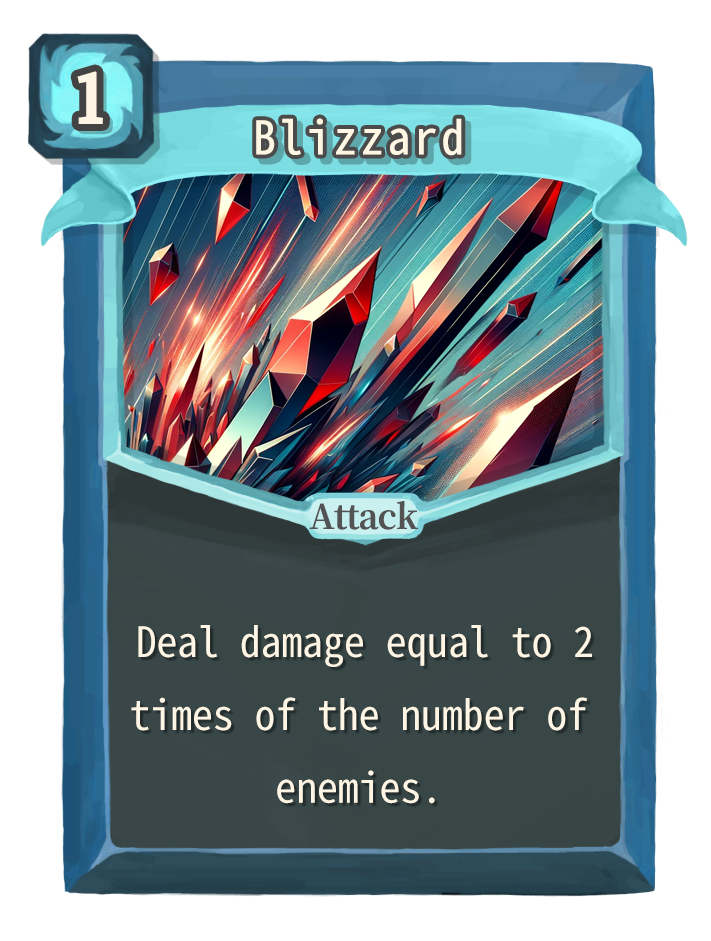 1
Blizzard
Attack
Deal damage equal to 2
times of the number of
enemies.